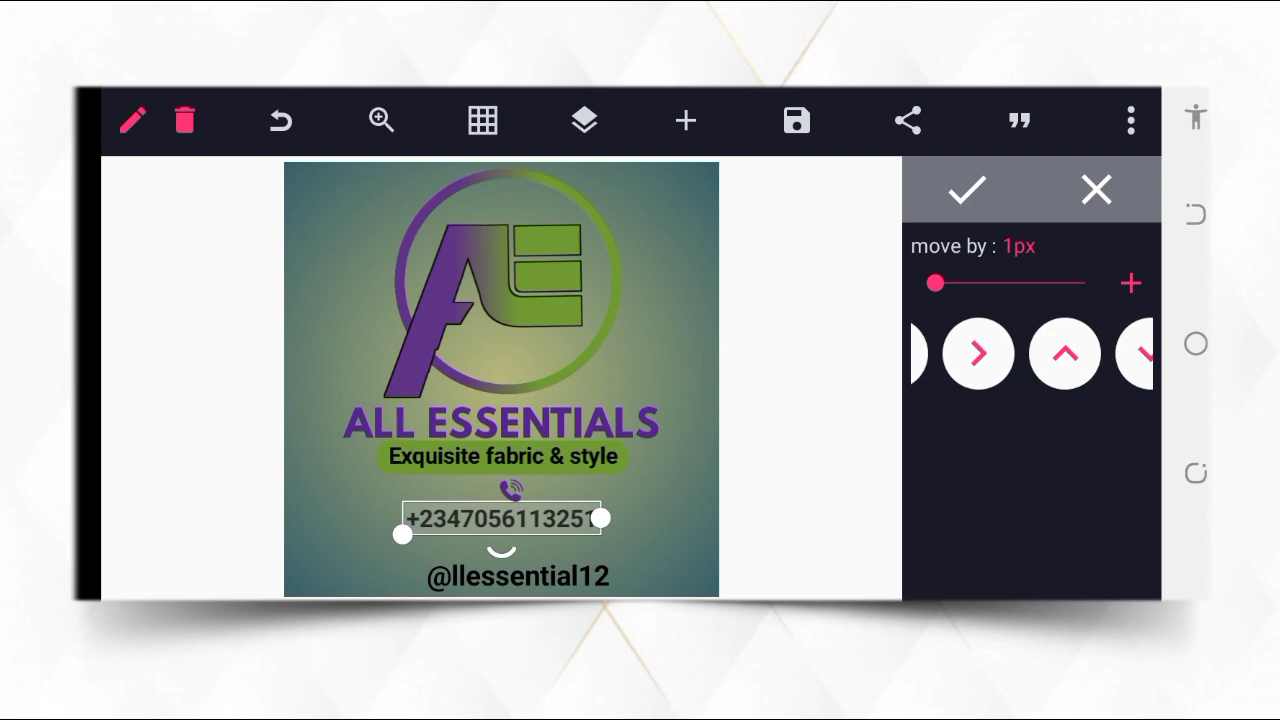 move by : 1px
AE
ALL ESSENTIALS
Exquisite fabric & style
+2347056113251
@llessential12